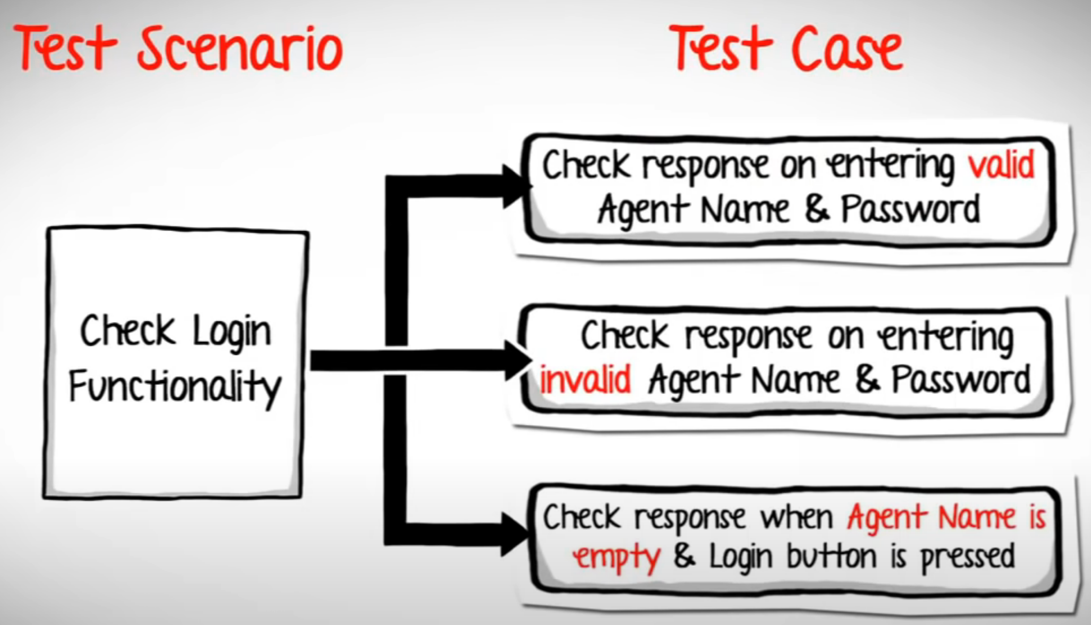 Test Scenario
Test Case
Check Login
Functionality
Check response on entering valid
Agent Name & Password
Check response on entering
invalid Agent Name & Password
Check response when Agent Name is
empty & Login button is pressed